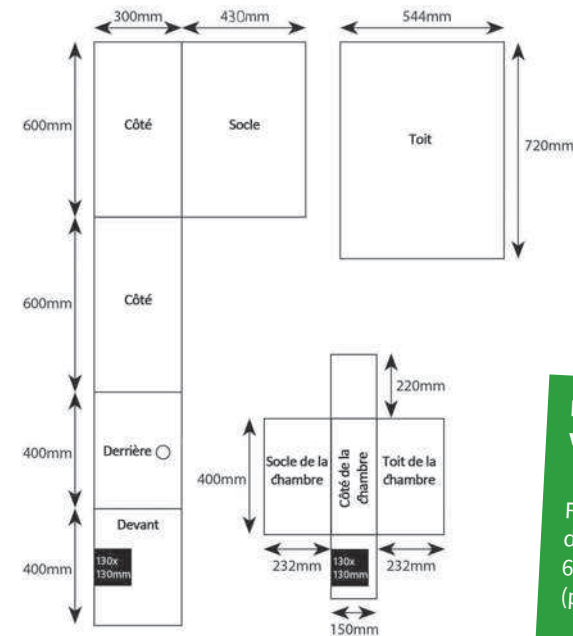 300mm
430mm
544mm
600mm
Côté
Socle
Toit
720mm
600mm
Côté
220mm
400mm
Derrière
Socle de la
chambre
Côté de la
chambre
Toit de la
chambre
400mm
Devant
400mm
130x
130mm
232mm
130x
130mm
232mm
150mm
6
(p